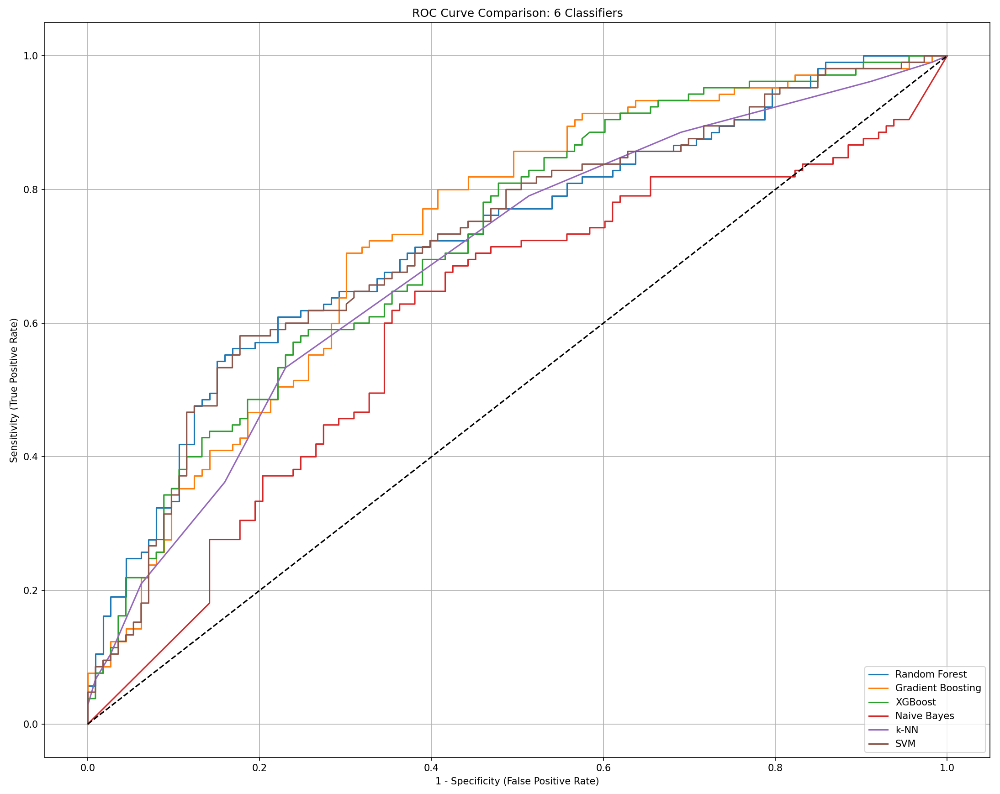 ROC Curve Comparison: 6 Classifiers
Sensitivity (True Positive Rate)
1.0
0.8
0.6
0.4
0.2
0.0
0.0 0.2 0.4 0.6 0.8 1.0
1 - Specificity (False Positive Rate)
Random Forest
Gradient Boosting
XGBoost
Naive Bayes
k-NN
SVM